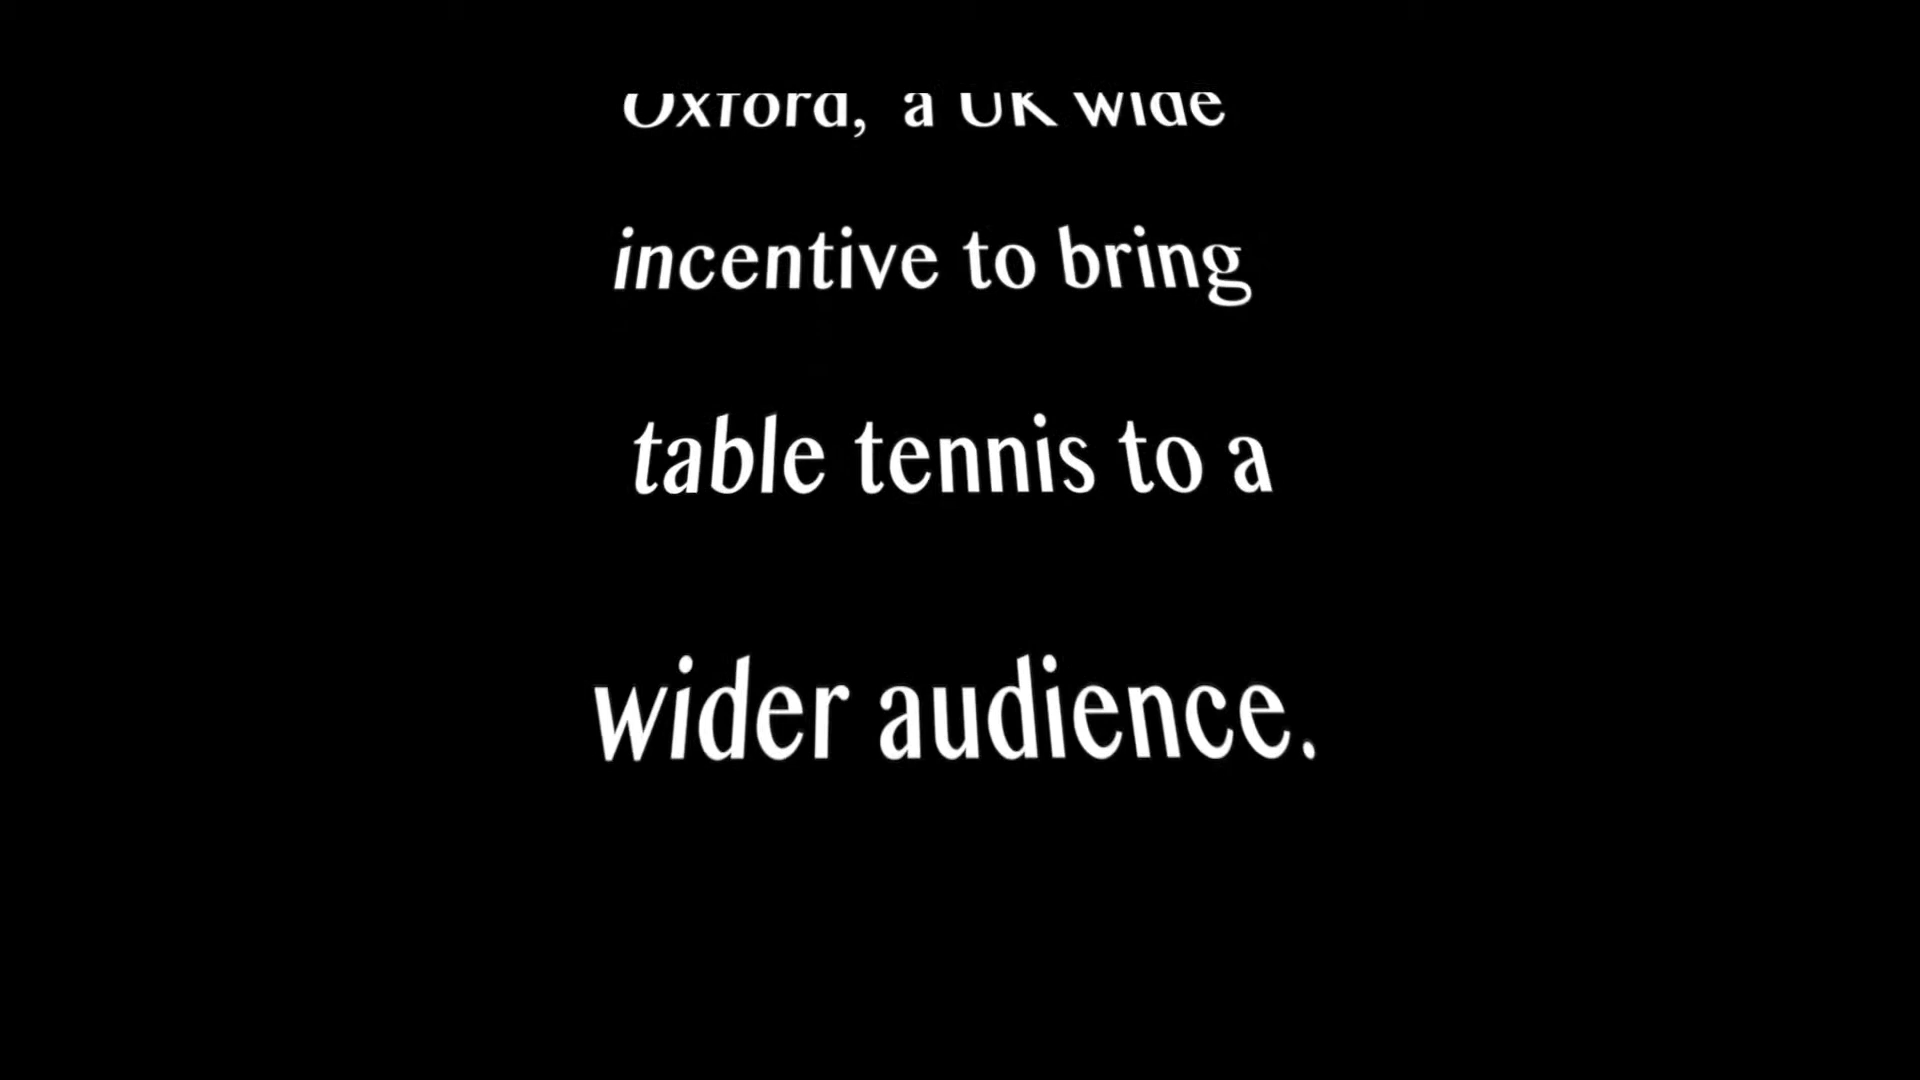 Oxford, a UK wide
incentive to bring
table tennis to a
wider audience.